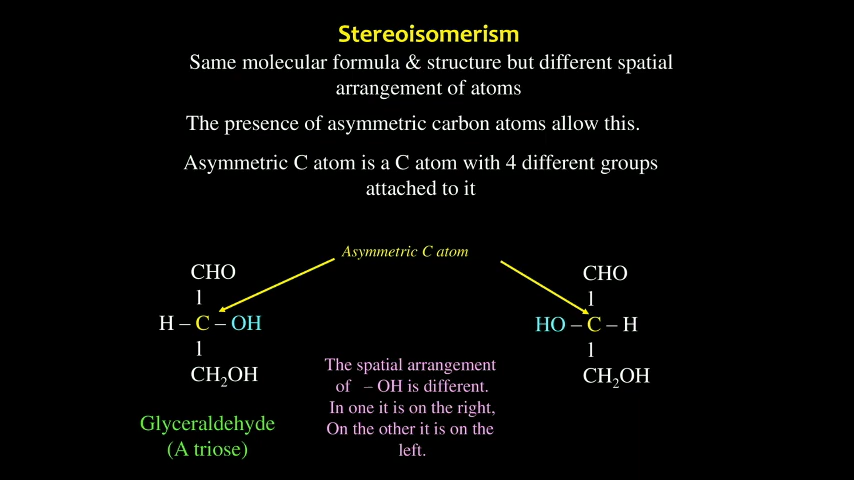 Stereoisomerism
Same molecular formula & structure but different spatial
arrangement of atoms
The presence of asymmetric carbon atoms allow this.
Asymmetric C atom is a C atom with 4 different groups
attached to it
Asymmetric C atom
CHO
l
H – C – OH
l
CH₂OH
Glyceraldehyde
(A triose)
The spatial arrangement
of – OH is different.
In one it is on the right,
On the other it is on the
left.
CHO
l
HO – C – H
l
CH₂OH